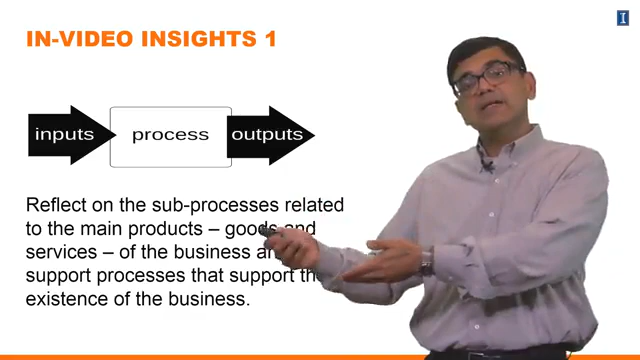 IN-VIDEO INSIGHTS 1
I
inputs process outputs
Reflect on the sub-processes related
to the main products – goods and
services – of the business
support processes that support
existence of the business.